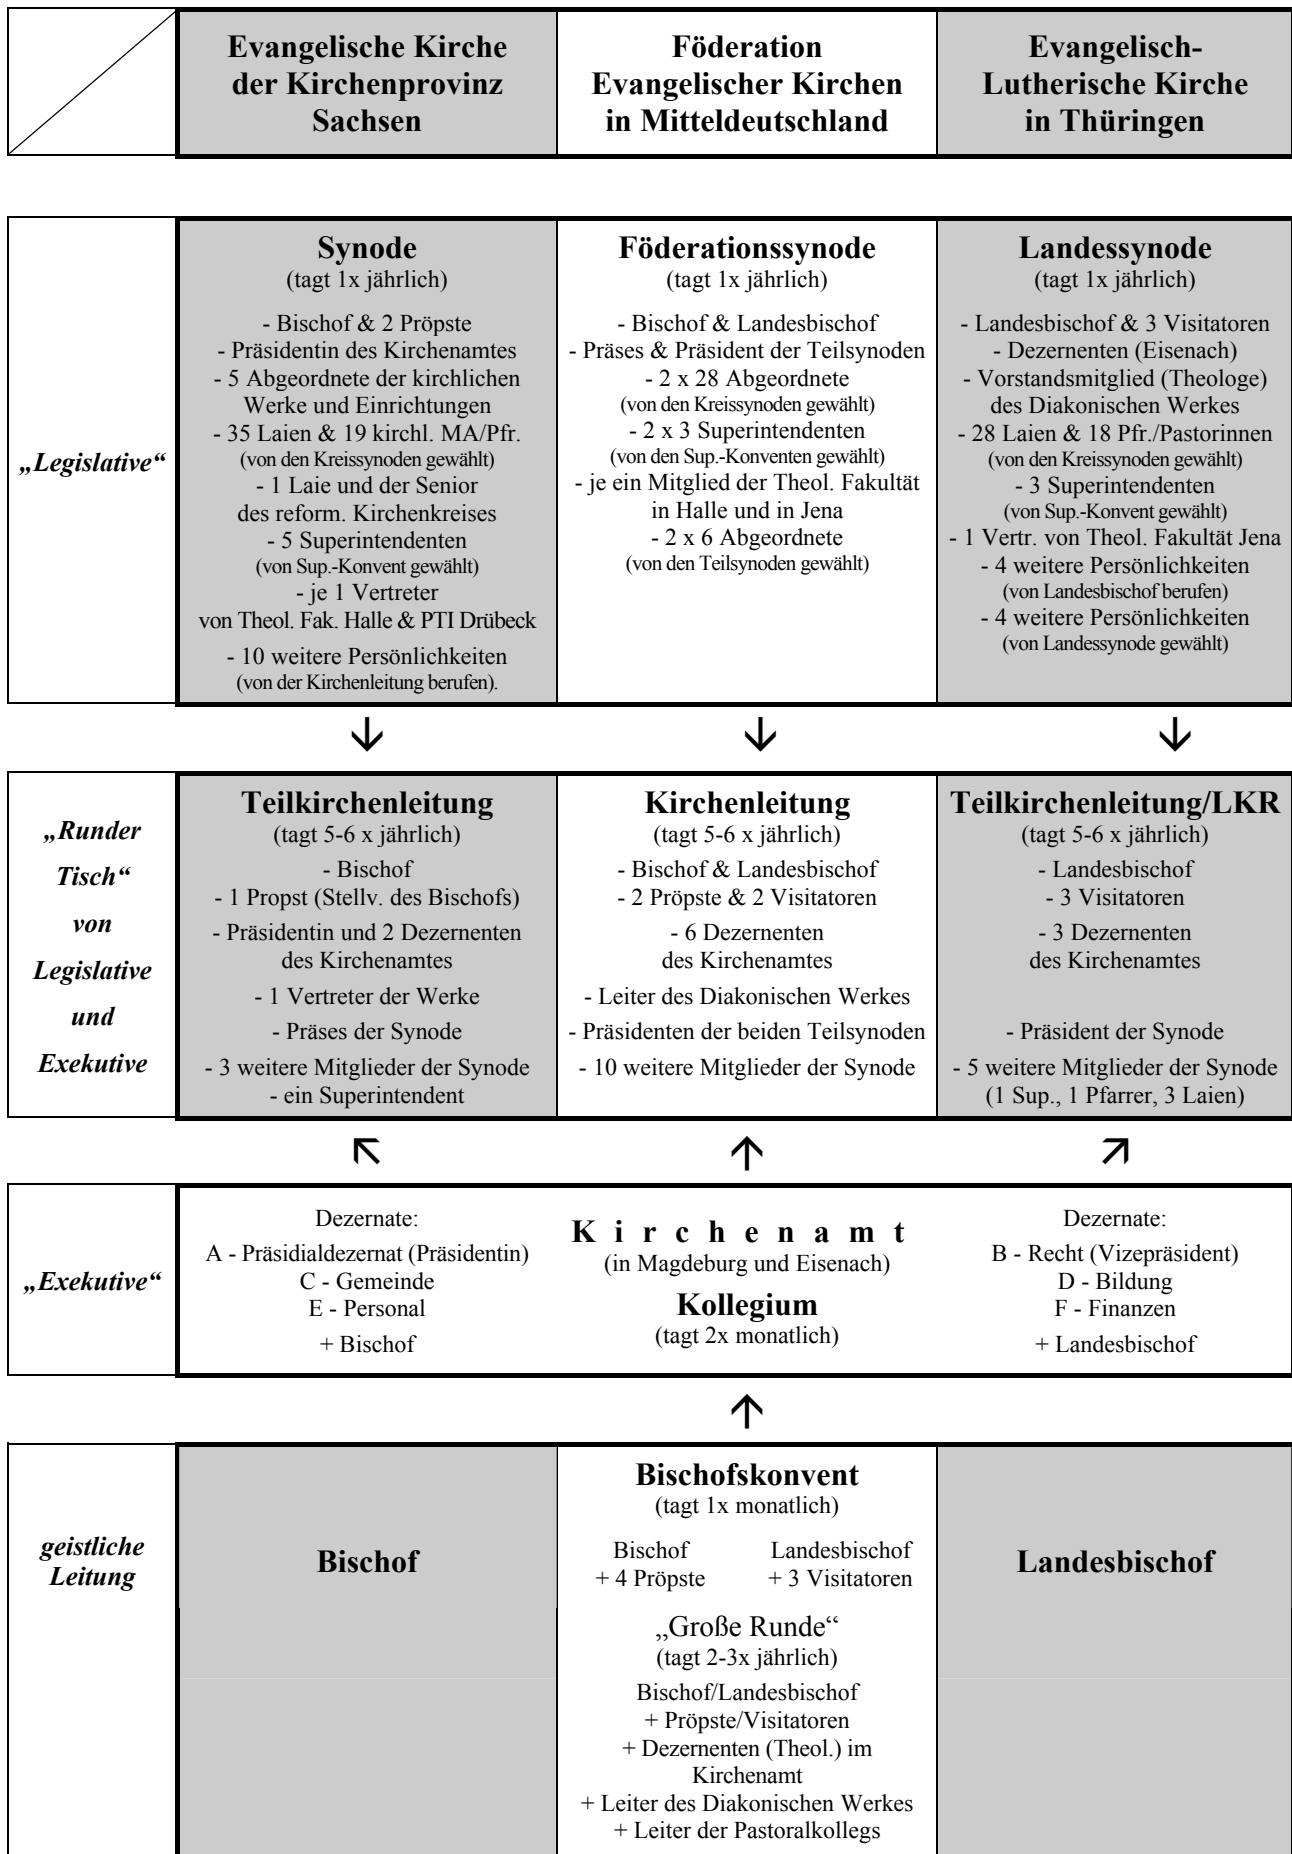 Evangelische Kirche
der Kirchenprovinz
Sachsen
Föderation
Evangelischer Kirchen
in Mitteldeutschland
Evangelisch-
Lutherische Kirche
in Thüringen
„Legislative“
Synode
(tagt 1x jährlich)
- Bischof & 2 Pröpste
- Präsidentin des Kirchenamtes
- 5 Abgeordnete der kirchlichen
Werke und Einrichtungen
- 35 Laien & 19 kirchl. MA/Pfr.
(von den Kreissynoden gewählt)
- 1 Laie und der Senior
des reform. Kirchenkreises
- 5 Superintendenten
(von Sup.-Konvent gewählt)
- je 1 Vertreter
von Theol. Fak. Halle & PTI Drübeck
- 10 weitere Persönlichkeiten
(von der Kirchenleitung berufen).
Föderationssynode
(tagt 1x jährlich)
- Bischof & Landesbischof
- Präses & Präsident der Teilsynoden
- 2 x 28 Abgeordnete
(von den Kreissynoden gewählt)
- 2 x 3 Superintendenten
(von den Sup.-Konventen gewählt)
- je ein Mitglied der Theol. Fakultät
in Halle und in Jena
- 2 x 6 Abgeordnete
(von den Teilsynoden gewählt)
Landessynode
(tagt 1x jährlich)
- Landesbischof & 3 Visitatoren
- Dezernenten (Eisenach)
- Vorstandsmitglied (Theologe)
des Diakonischen Werkes
- 28 Laien & 18 Pfr./Pastorinnen
(von den Kreissynoden gewählt)
- 3 Superintendenten
(von Sup.-Konvent gewählt)
- 1 Vertr. von Theol. Fakultät Jena
- 4 weitere Persönlichkeiten
(von Landesbischof berufen)
- 4 weitere Persönlichkeiten
(von Landessynode gewählt)
„Runder
Tisch“
von
Legislative
und
Exekutive
Teilkirchenleitung
(tagt 5-6 x jährlich)
- Bischof
- 1 Propst (Stellv. des Bischofs)
- Präsidentin und 2 Dezernenten
des Kirchenamtes
- 1 Vertreter der Werke
- Präses der Synode
- 3 weitere Mitglieder der Synode
- ein Superintendent
Kirchenleitung
(tagt 5-6 x jährlich)
- Bischof & Landesbischof
- 2 Pröpste & 2 Visitatoren
- 6 Dezernenten
des Kirchenamtes
- Leiter des Diakonischen Werkes
- Präsidenten der beiden Teilsynoden
- 10 weitere Mitglieder der Synode
Teilkirchenleitung/LKR
(tagt 5-6 x jährlich)
- Landesbischof
- 3 Visitatoren
- 3 Dezernenten
des Kirchenamtes
- Präsident der Synode
- 5 weitere Mitglieder der Synode
(1 Sup., 1 Pfarrer, 3 Laien)
„Exekutive“
Dezernate:
A - Präsidialdezernat (Präsidentin)
C - Gemeinde
E - Personal
+ Bischof
K i r c h e n a m t
(in Magdeburg und Eisenach)
Kollegium
(tagt 2x monatlich)
Dezernate:
B - Recht (Vizepräsident)
D - Bildung
F - Finanzen
+ Landesbischof
geistliche
Leitung
Bischof
Bischofskonvent
(tagt 1x monatlich)
Bischof Landesbischof
+ 4 Pröpste + 3 Visitatoren
„Große Runde“
(tagt 2-3x jährlich)
Bischof/Landesbischof
+ Pröpste/Visitatoren
+ Dezernenten (Theol.) im
Kirchenamt
+ Leiter des Diakonischen Werkes
+ Leiter der Pastoralkollegs
Landesbischof